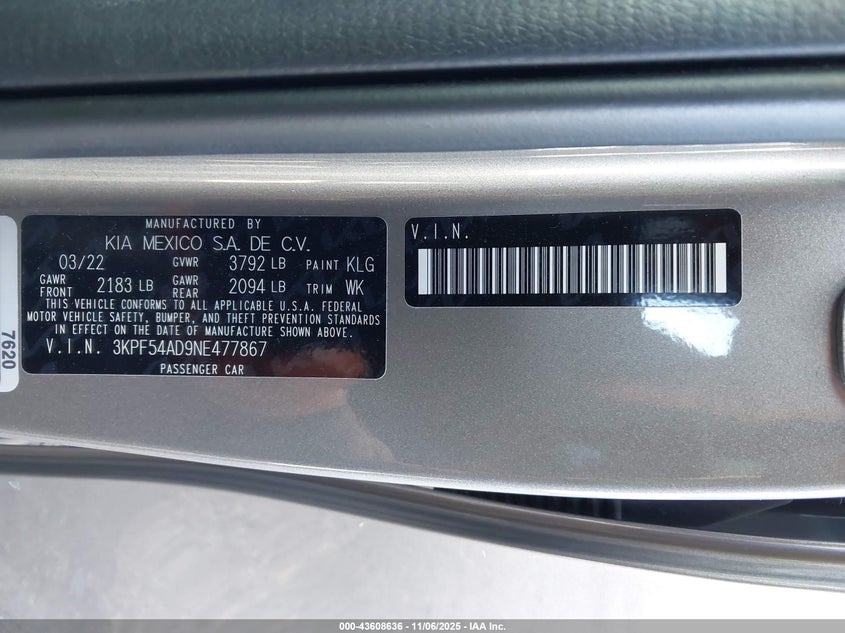 MANUFACTURED BY
KIA MEXICO S.A. DE C.V.
03/22 GVWR 3792 LB PAINT KLG
GAWR FRONT 2183 LB GAWR REAR 2094 LB TRIM WK
THIS VEHICLE CONFORMS TO ALL APPLICABLE U.S.A. FEDERAL
MOTOR VEHICLE SAFETY, BUMPER, AND THEFT PREVENTION STANDARDS
IN EFFECT ON THE DATE OF MANUFACTURE SHOWN ABOVE.
V.I.N. 3KPF54AD9NE477867
PASSENGER CAR
V.I.N.
7620
000-43608636 - 11/06/2025 - IAA Inc.